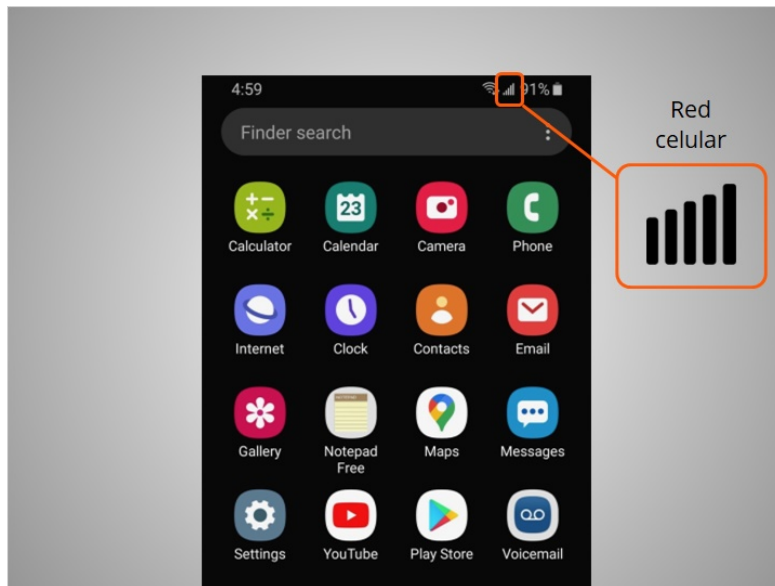 4:59
91%
Finder search
Red
celular
23
Calculator
Calendar
Camera
Phone
Internet
Clock
Contacts
Email
NOTEPAD
Gallery
Notepad
Free
Maps
Messages
Settings
YouTube
Play Store
Voicemail